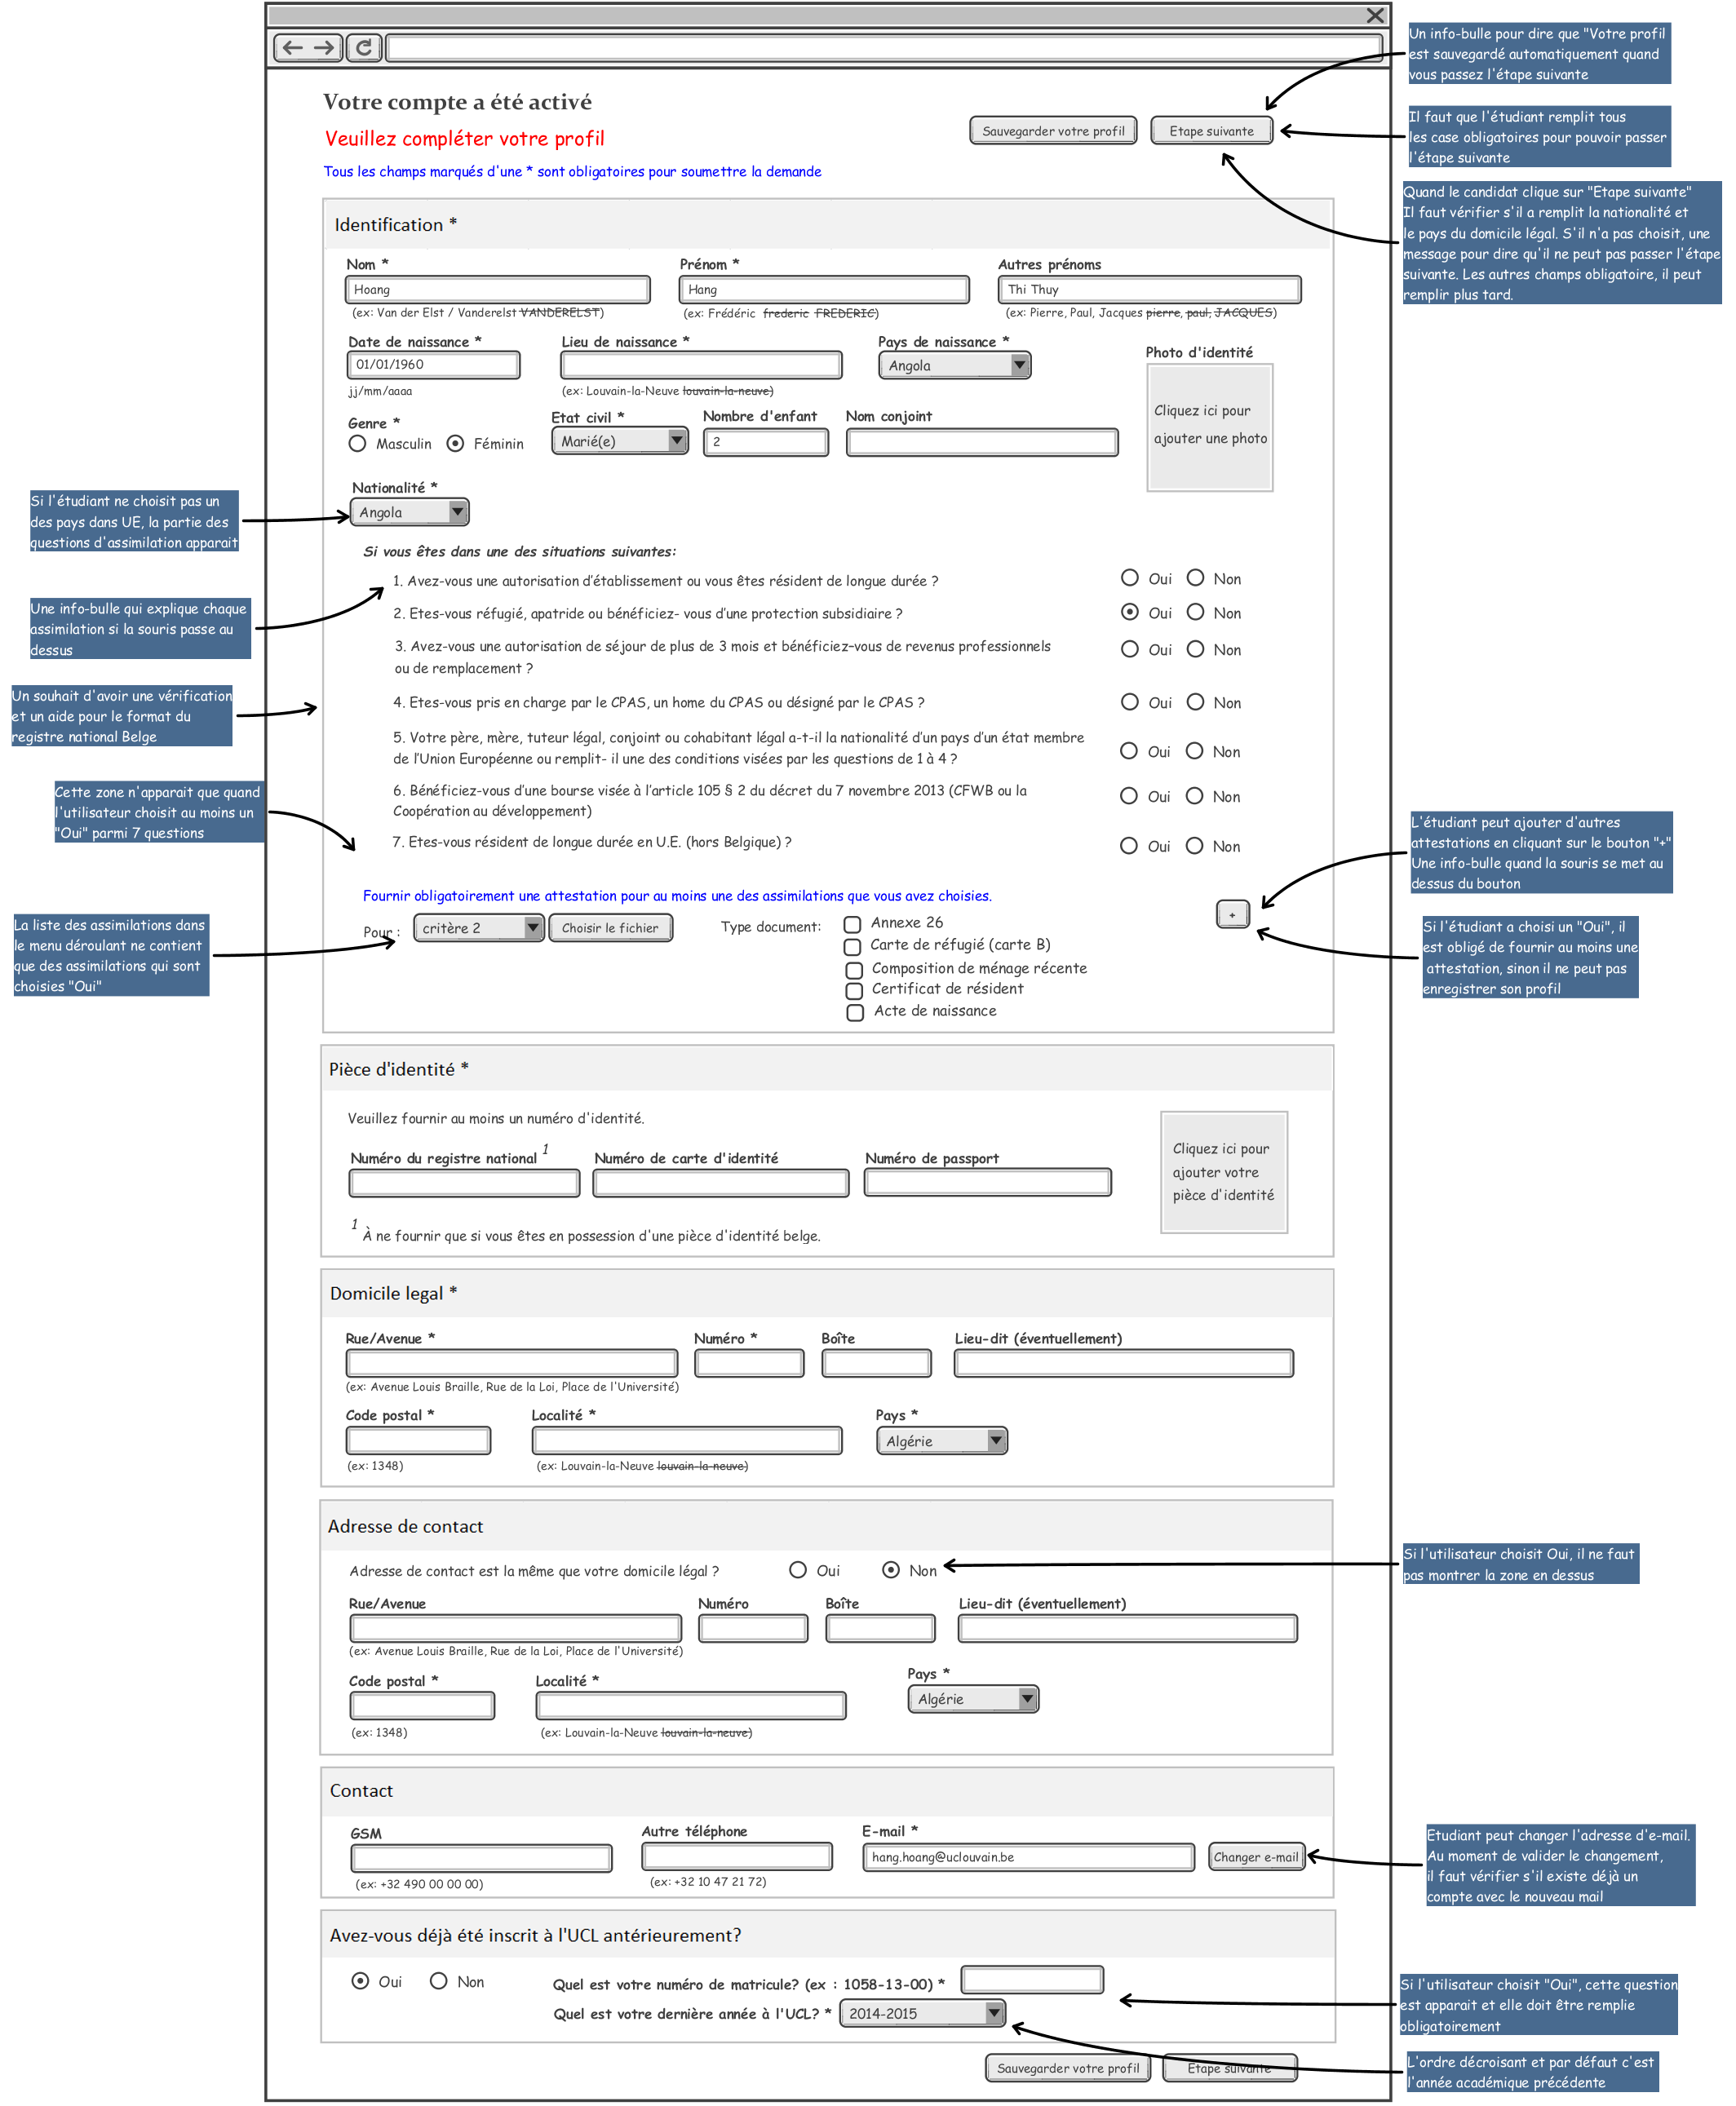 Un info-bulle pour dire que "Votre profil
est sauvegardé automatiquement quand
vous passez l'étape suivante
Votre compte a été activé
Veuillez compléter votre profil
Sauvegarder votre profil
Etape suivante
Il faut que l'étudiant remplit tous
les case obligatoires pour pouvoir passer
l'étape suivante
Tous les champs marqués d'une * sont obligatoires pour soumettre la demande
Quand le candidat clique sur "Etape suivante"
Il faut vérifier s'il a remplit la nationalité et
le pays du domicile légal. S'il n'a pas choisit, une
message pour dire qu'il ne peut pas passer l'étape
suivante. Les autres champs obligatoire, il peut
remplir plus tard.
Identification *
Nom * Prénom * Autres prénoms
Hoang Hang Thi Thuy
(ex: Van der Elst / Vanderelst VANDERELST) (ex: Frédéric frederic FREDERIC) (ex: Pierre, Paul, Jacques pierre, paul, JACQUES)
Date de naissance * Lieu de naissance * Pays de naissance * Photo d'identité
01/01/1960 Angola
jj/mm/aaaa (ex: Louvain-la-Neuve louvain-la-neuve)
Cliquez ici pour
ajouter une photo
Genre * Etat civil * Nombre d'enfant Nom conjoint
Masculin Féminin Marié(e) 2
Nationalité *
Angola
Si l'étudiant ne choisit pas un
des pays dans UE, la partie des
questions d'assimilation apparait
Si vous êtes dans une des situations suivantes:
1. Avez-vous une autorisation d'établissement ou vous êtes résident de longue durée ? Oui Non
Une info-bulle qui explique chaque
assimilation si la souris passe au
dessus
2. Etes-vous réfugié, apatride ou bénéficiez- vous d'une protection subsidiaire ? Oui Non
3. Avez-vous une autorisation de séjour de plus de 3 mois et bénéficiez-vous de revenus professionnels
ou de remplacement ? Oui Non
Un souhait d'avoir une vérification
et un aide pour le format du
registre national Belge
4. Etes-vous pris en charge par le CPAS, un home du CPAS ou désigné par le CPAS ? Oui Non
5. Votre père, mère, tuteur légal, conjoint ou cohabitant légal a-t-il la nationalité d'un pays d'un état membre
de l'Union Européenne ou remplit- il une des conditions visées par les questions de 1 à 4 ? Oui Non
Cette zone n'apparait que quand
l'utilisateur choisit au moins un
"Oui" parmi 7 questions
6. Bénéficiez-vous d'une bourse visée à l'article 105 § 2 du décret du 7 novembre 2013 (CFWB ou la
Coopération au développement) Oui Non
7. Etes-vous résident de longue durée en U.E. (hors Belgique) ? Oui Non
L'étudiant peut ajouter d'autres
attestations en cliquant sur le bouton "+"
Une info-bulle quand la souris se met au
dessus du bouton
Fournir obligatoirement une attestation pour au moins une des assimilations que vous avez choisies.
La liste des assimilations dans
le menu déroulant ne contient
que des assimilations qui sont
choisies "Oui"
Pour : critère 2 Choisir le fichier Type document: +
Annexe 26
Carte de réfugié (carte B)
Composition de ménage récente
Certificat de résident
Acte de naissance
Si l'étudiant a choisi un "Oui", il
est obligé de fournir au moins une
attestation, sinon il ne peut pas
enregistrer son profil
Pièce d'identité *
Veuillez fournir au moins un numéro d'identité.
Numéro du registre national 1 Numéro de carte d'identité Numéro de passport
Cliquez ici pour
ajouter votre
pièce d'identité
1 À ne fournir que si vous êtes en possession d'une pièce d'identité belge.
Domicile legal *
Rue/Avenue * Numéro * Boîte Lieu-dit (éventuellement)
(ex: Avenue Louis Braille, Rue de la Loi, Place de l'Université)
Code postal * Localité * Pays *
Algérie
(ex: 1348) (ex: Louvain-la-Neuve louvain-la-neuve)
Adresse de contact
Adresse de contact est la même que votre domicile légal ? Oui Non
Si l'utilisateur choisit Oui, il ne faut
pas montrer la zone en dessus
Rue/Avenue Numéro Boîte Lieu-dit (éventuellement)
(ex: Avenue Louis Braille, Rue de la Loi, Place de l'Université)
Code postal * Localité * Pays *
Algérie
(ex: 1348) (ex: Louvain-la-Neuve louvain-la-neuve)
Contact
GSM Autre téléphone E-mail *
hang.hoang@uclouvain.be Changer e-mail
(ex: +32 490 00 00 00) (ex: +32 10 47 21 72)
Etudiant peut changer l'adresse d'e-mail.
Au moment de valider le changement,
il faut vérifier s'il existe déjà un
compte avec le nouveau mail
Avez-vous déjà été inscrit à l'UCL antérieurement?
Oui Non Quel est votre numéro de matricule? (ex : 1058-13-00) *
Quel est votre dernière année à l'UCL? * 2014-2015
Si l'utilisateur choisit "Oui", cette question
est apparait et elle doit être remplie
obligatoirement
Sauvegarder votre profil Etape suivante
L'ordre décroisant et par défaut c'est
l'année académique précédente